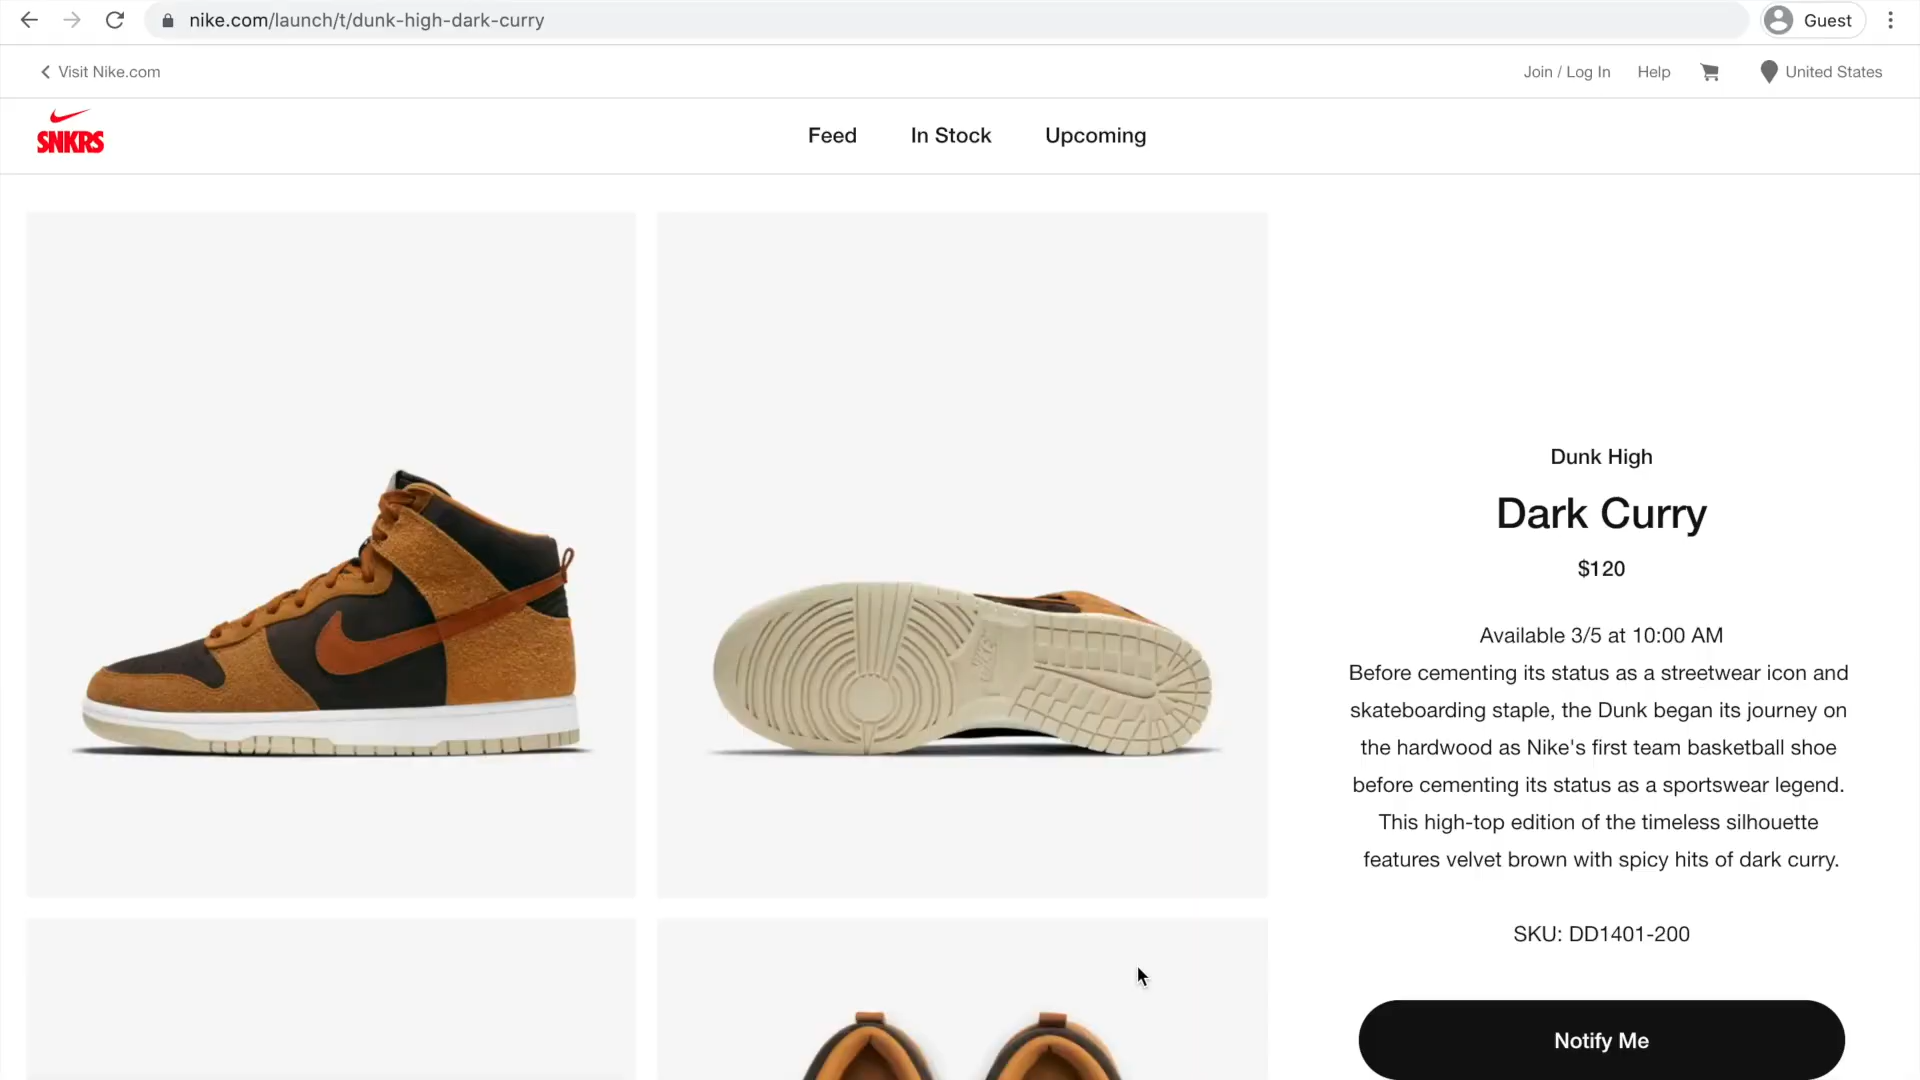 nike.com/launch/t/dunk-high-dark-curry
Guest
Visit Nike.com
Join / Log In
Help
United States
SNKRS
Feed
In Stock
Upcoming
Dunk High
Dark Curry
$120
Available 3/5 at 10:00 AM
Before cementing its status as a streetwear icon and
skateboarding staple, the Dunk began its journey on
the hardwood as Nike's first team basketball shoe
before cementing its status as a sportswear legend.
This high-top edition of the timeless silhouette
features velvet brown with spicy hits of dark curry.
SKU: DD1401-200
Notify Me
NIKE